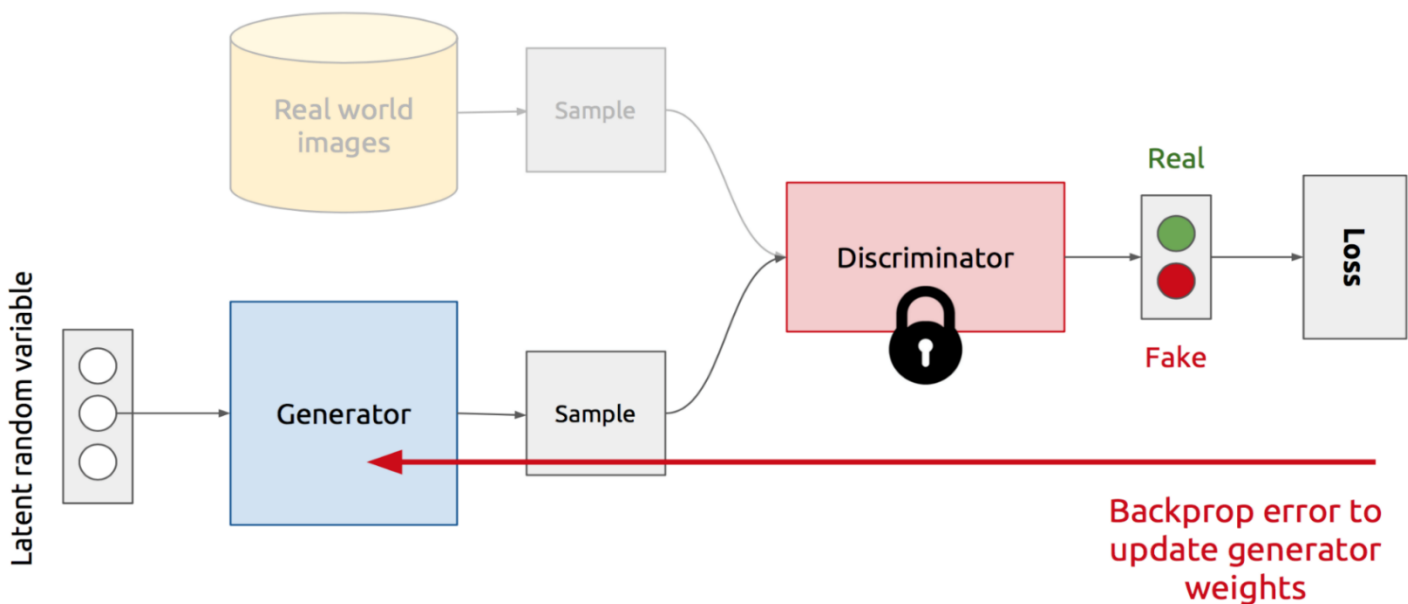 Real world
images
Sample
Real
Discriminator
Loss
Fake
Latent random variable
Generator
Sample
Backprop error to
update generator
weights